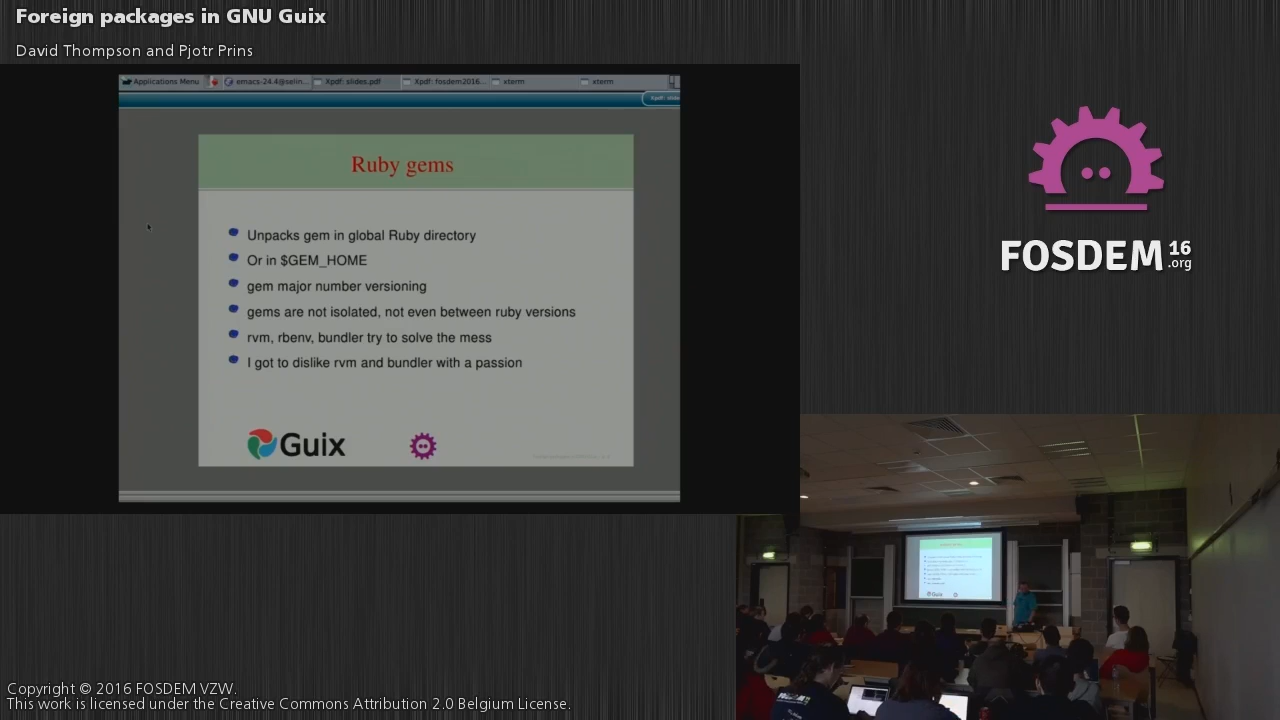 Foreign packages in GNU Guix
David Thompson and Pjotr Prins
Applications Menu
emacs-24.4@selin...
Xpdf: slides.pdf
Xpdf: fosdem2016...
xterm
xterm
Xpdf: slide
Ruby gems
Unpacks gem in global Ruby directory
Or in $GEM_HOME
gem major number versioning
gems are not isolated, not even between ruby versions
rvm, rbenv, bundler try to solve the mess
I got to dislike rvm and bundler with a passion
Guix
FOSDEM 16
.org
Guix
Copyright © 2016 FOSDEM VZW.
This work is licensed under the Creative Commons Attribution 2.0 Belgium License.